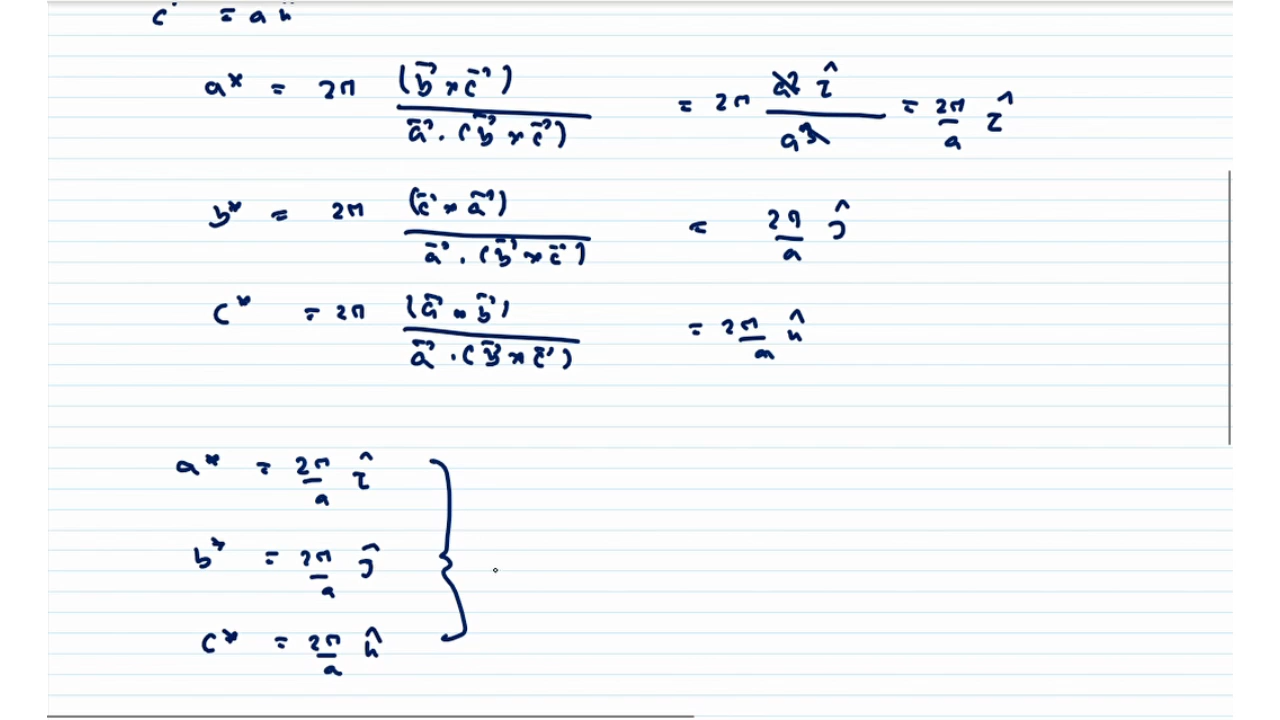 c⃗ = a k̂
a* = 2π (b⃗ × c⃗) / a⃗ · (b⃗ × c⃗) = 2π a² î / a³ = 2π/a î
b* = 2π (c⃗ × a⃗) / a⃗ · (b⃗ × c⃗) = 2π/a ĵ
c* = 2π (a⃗ × b⃗) / a⃗ · (b⃗ × c⃗) = 2π/a k̂
a* = 2π/a î
b* = 2π/a ĵ
c* = 2π/a k̂